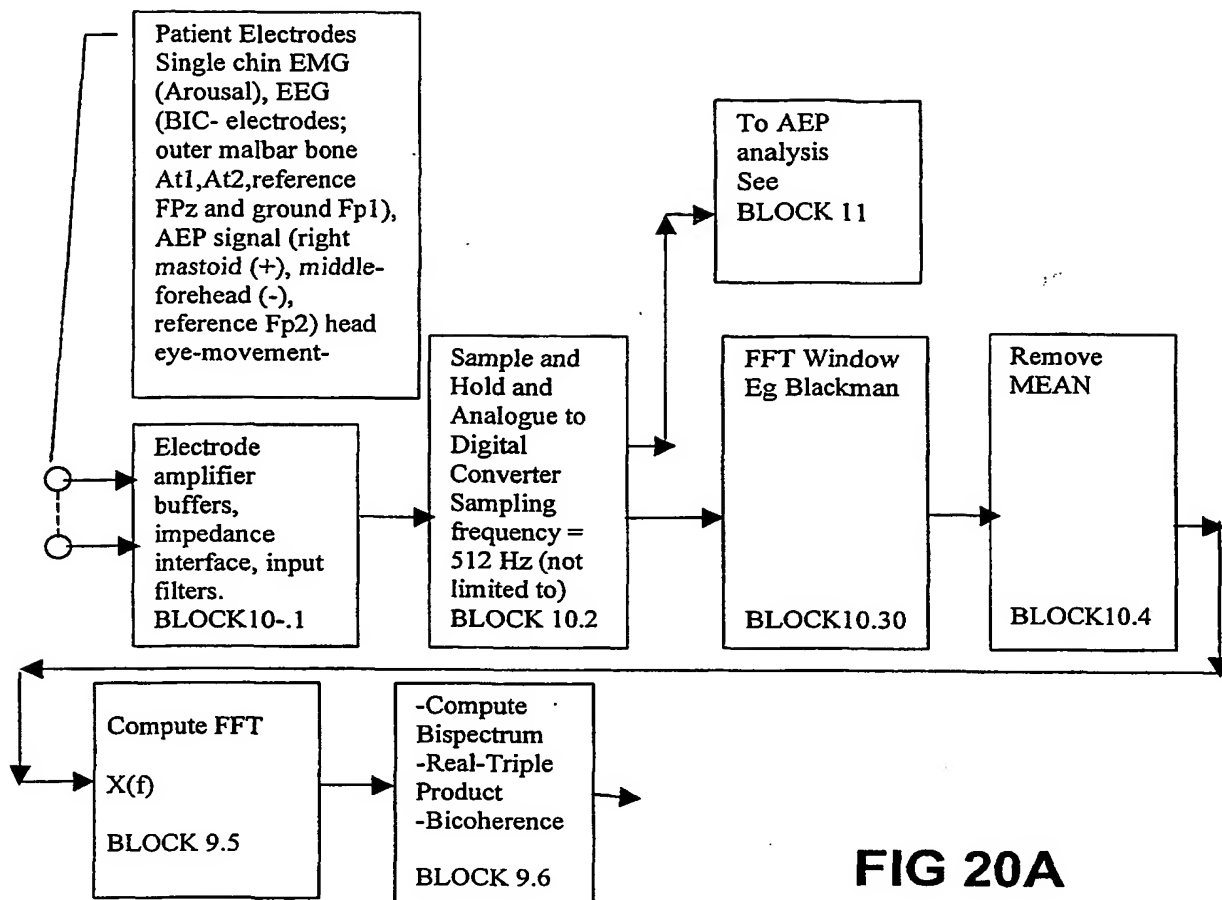 Patient Electrodes
Single chin EMG
(Arousal), EEG
(BIC- electrodes;
outer malbar bone
At1,At2,reference
FPz and ground Fp1),
AEP signal (right
mastoid (+), middle-
forehead (-),
reference Fp2) head
eye-movement-
To AEP
analysis
See
BLOCK 11
Electrode
amplifier
buffers,
impedance
interface, input
filters.
BLOCK10-.1
Sample and
Hold and
Analogue to
Digital
Converter
Sampling
frequency =
512 Hz (not
limited to)
BLOCK 10.2
FFT Window
Eg Blackman
BLOCK10.30
Remove
MEAN
BLOCK10.4
Compute FFT
X(f)
BLOCK 9.5
-Compute
Bispectrum
-Real-Triple
Product
-Bicoherence
BLOCK 9.6
FIG 20A